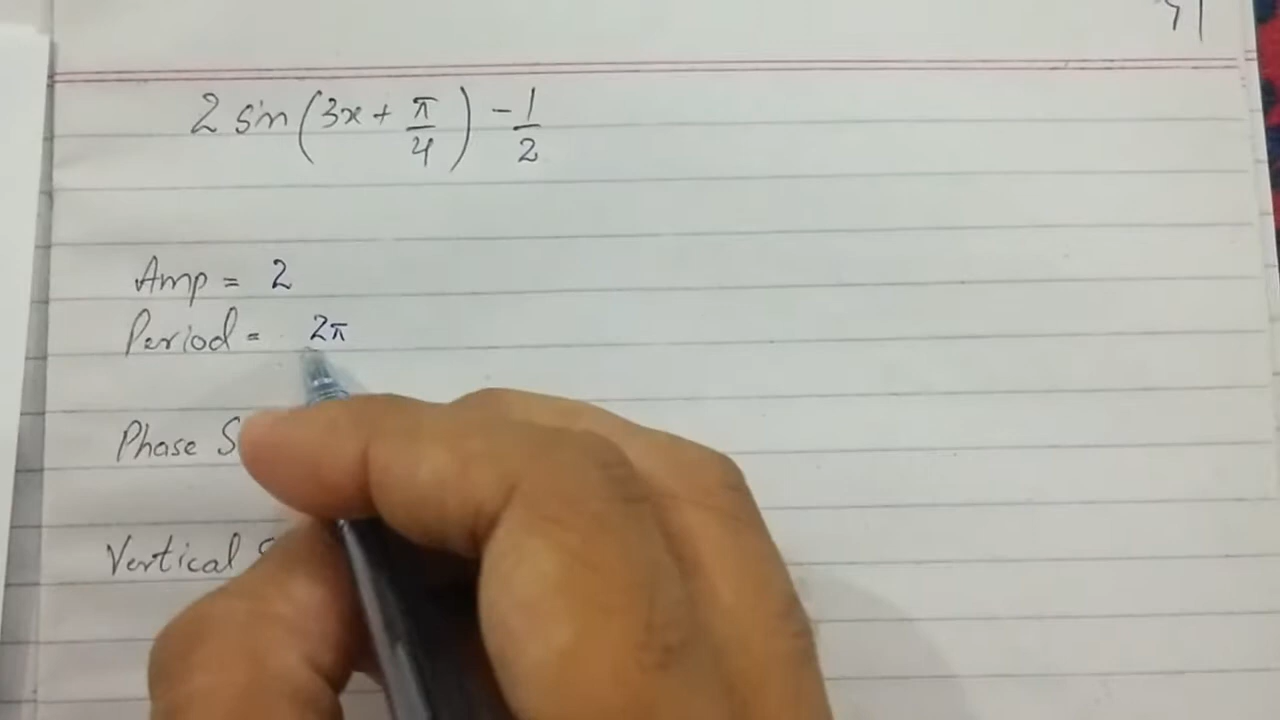 2 sin(3x + π/4) - 1/2
Amp = 2
Period = 2π
Phase S
Vertical S